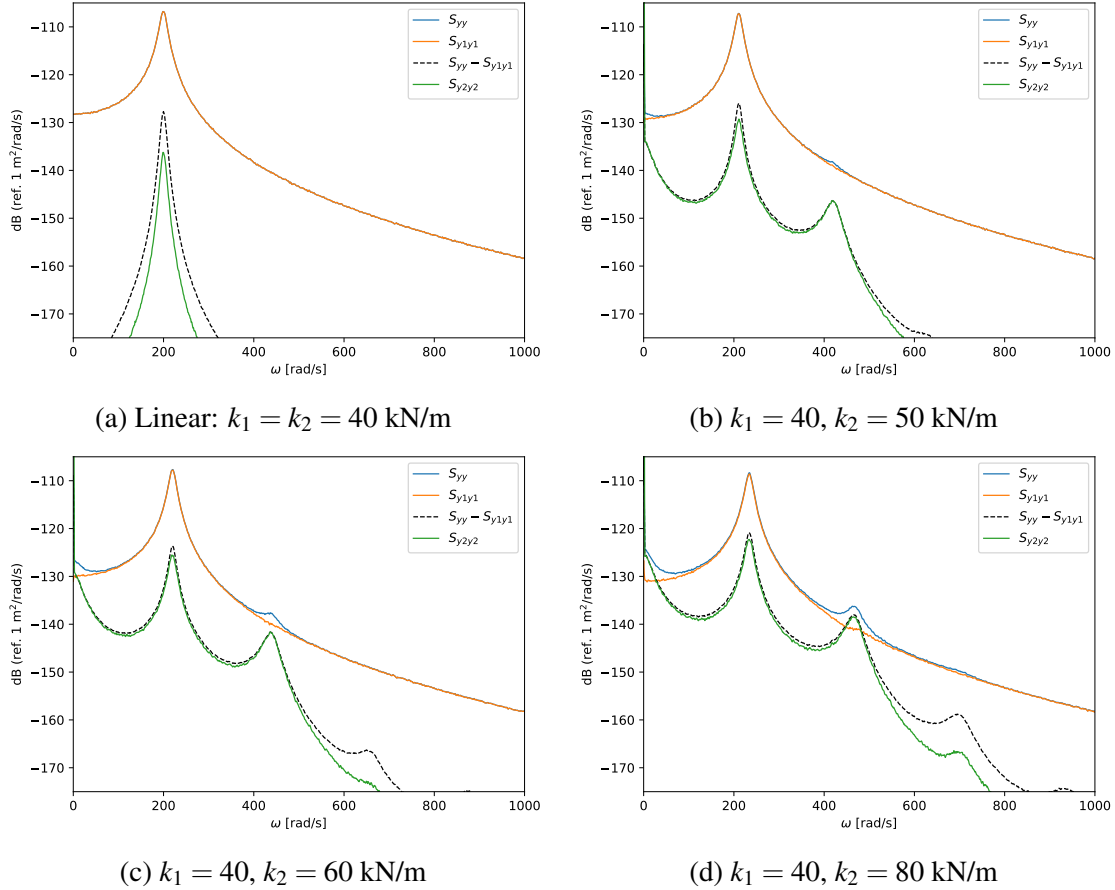 −110
−120
−130
−140
−150
−160
−170
dB (ref. 1 m²/rad/s)
0 200 400 600 800 1000
ω [rad/s]
S_yy
S_y1y1
S_yy − S_y1y1
S_y2y2
(a) Linear: k₁ = k₂ = 40 kN/m
−110
−120
−130
−140
−150
−160
−170
dB (ref. 1 m²/rad/s)
0 200 400 600 800 1000
ω [rad/s]
S_yy
S_y1y1
S_yy − S_y1y1
S_y2y2
(b) k₁ = 40, k₂ = 50 kN/m
−110
−120
−130
−140
−150
−160
−170
dB (ref. 1 m²/rad/s)
0 200 400 600 800 1000
ω [rad/s]
S_yy
S_y1y1
S_yy − S_y1y1
S_y2y2
(c) k₁ = 40, k₂ = 60 kN/m
−110
−120
−130
−140
−150
−160
−170
dB (ref. 1 m²/rad/s)
0 200 400 600 800 1000
ω [rad/s]
S_yy
S_y1y1
S_yy − S_y1y1
S_y2y2
(d) k₁ = 40, k₂ = 80 kN/m